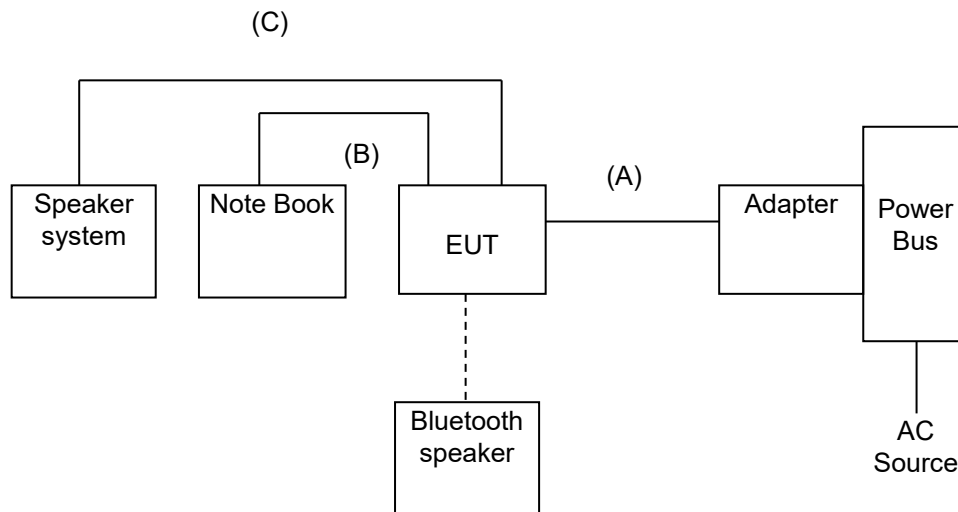 (C)
(B)
(A)
Speaker
system
Note Book
EUT
Adapter
Power
Bus
Bluetooth
speaker
AC
Source